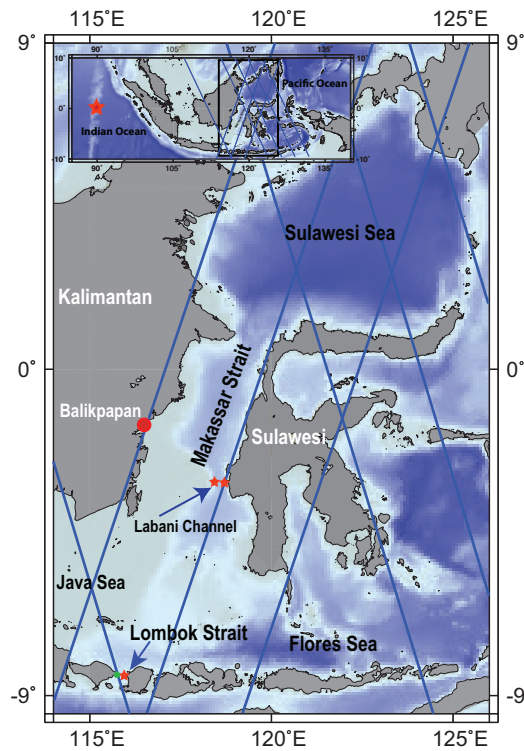 115°E 120°E 125°E
9°
90° 105° 120° 135°
10° 10°
Pacific Ocean
0° 0°
Indian Ocean
-10° -10°
90° 105° 120° 135°
Sulawesi Sea
Kalimantan
0° 0°
Makassar Strait
Balikpapan
Sulawesi
Labani Channel
Java Sea
Lombok Strait
Flores Sea
-9° -9°
115°E 120°E 125°E